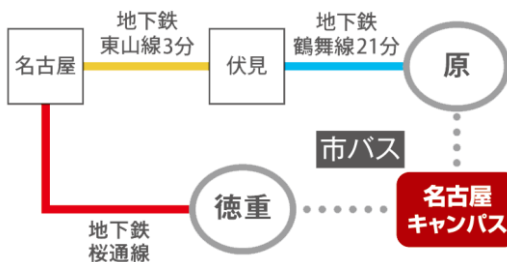 地下鉄
東山線3分
地下鉄
鶴舞線21分
名古屋
伏見
原
市バス
徳重
名古屋
キャンパス
地下鉄
桜通線